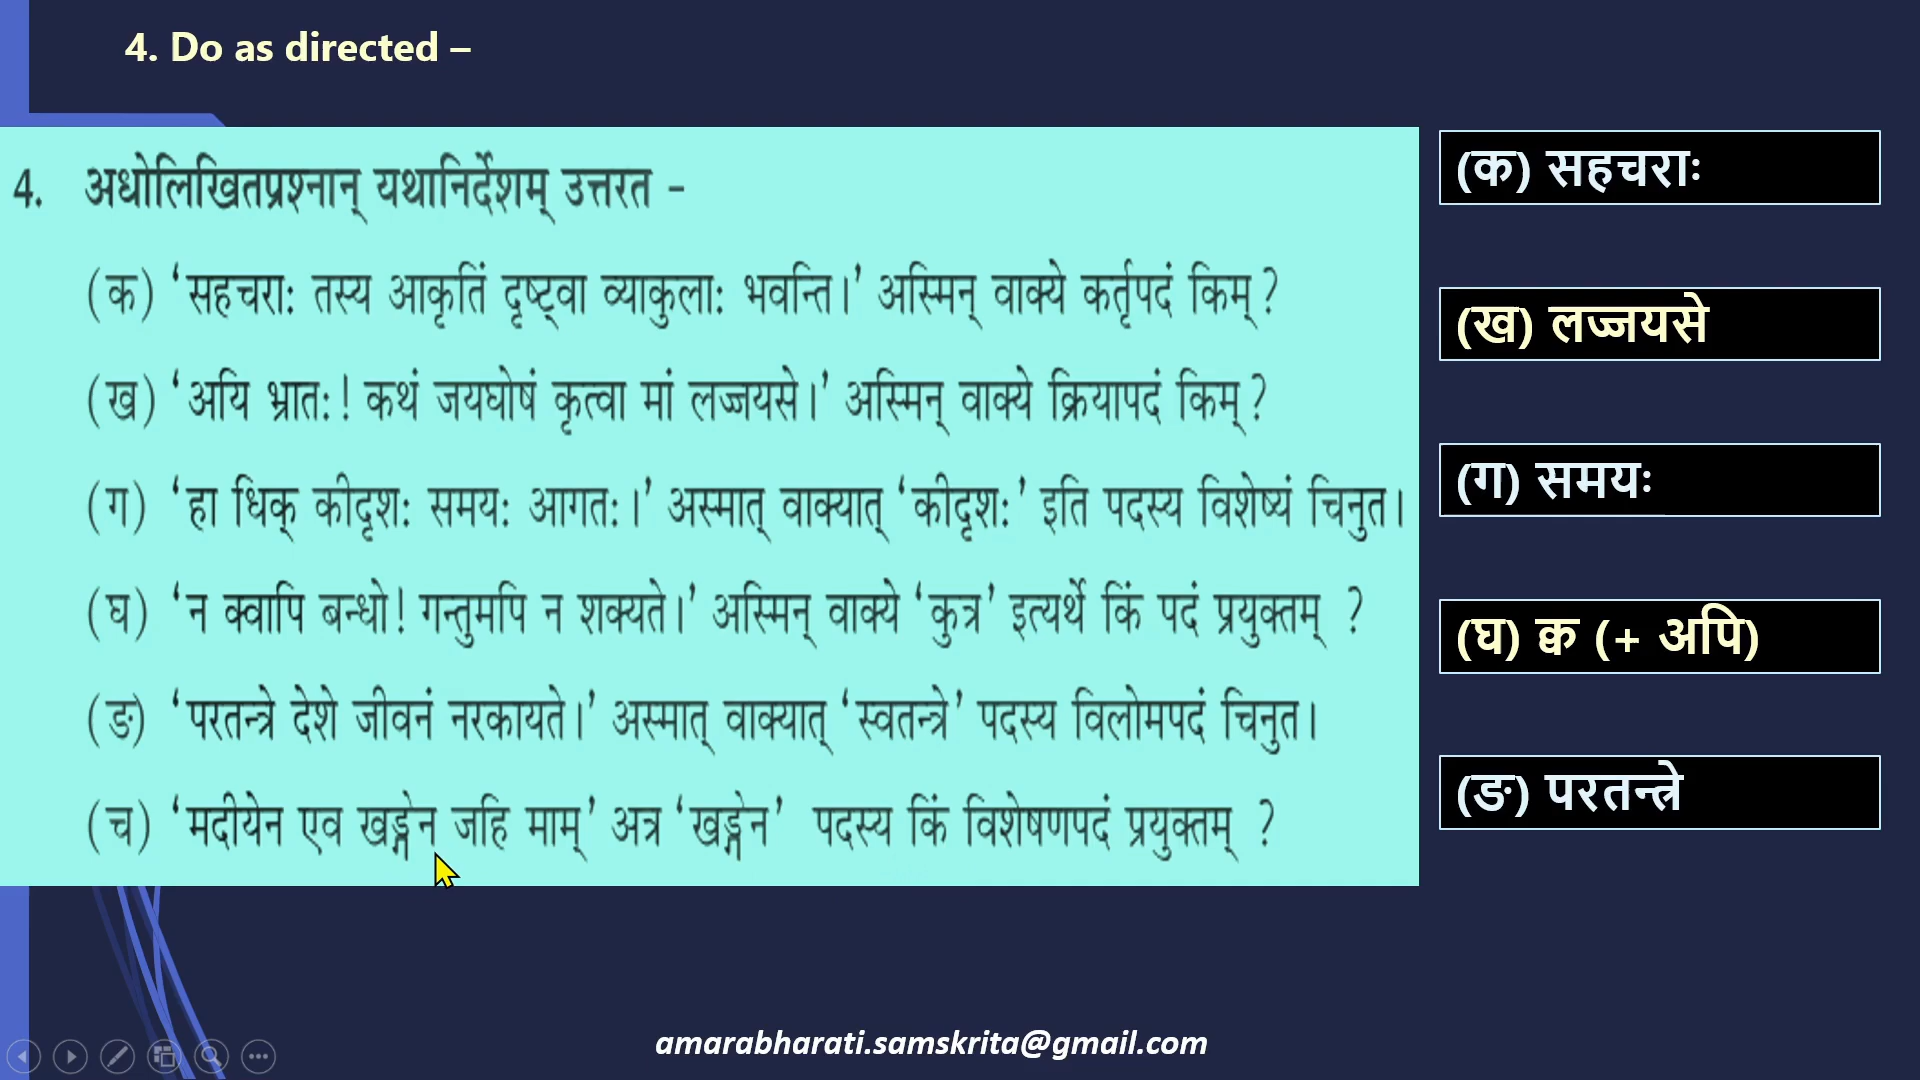 4. Do as directed –
4. अधोलिखितप्रश्नान् यथानिर्देशम् उत्तरत -
(क) ‘सहचराः तस्य आकृतिं दृष्ट्वा व्याकुलाः भवन्ति।’ अस्मिन् वाक्ये कर्तृपदं किम्?
(ख) ‘अयि भ्रातः! कथं जयघोषं कृत्वा मां लज्जयसे।’ अस्मिन् वाक्ये क्रियापदं किम्?
(ग) ‘हा धिक् कीदृशः समयः आगतः।’ अस्मात् वाक्यात् ‘कीदृशः’ इति पदस्य विशेष्यं चिनुत।
(घ) ‘न क्वापि बन्धो! गन्तुमपि न शक्यते।’ अस्मिन् वाक्ये ‘कुत्र’ इत्यर्थे किं पदं प्रयुक्तम् ?
(ङ) ‘परतन्त्रे देशे जीवनं नरकायते।’ अस्मात् वाक्यात् ‘स्वतन्त्रे’ पदस्य विलोमपदं चिनुत।
(च) ‘मदीयेन एव खड्गेन जहि माम्’ अत्र ‘खड्गेन’ पदस्य किं विशेषणपदं प्रयुक्तम् ?
(क) सहचराः
(ख) लज्जयसे
(ग) समयः
(घ) क्व (+ अपि)
(ङ) परतन्त्रे
amarabharati.samskrita@gmail.com